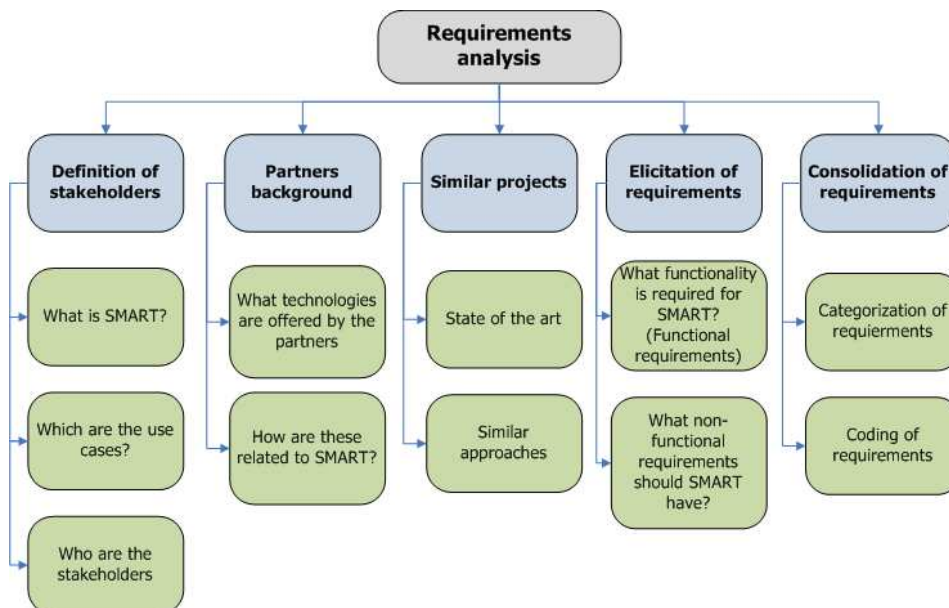 Requirements
analysis
Definition of
stakeholders
Partners
background
Similar projects
Elicitation of
requirements
Consolidation of
requirements
What is SMART?
What technologies
are offered by the
partners
State of the art
What functionality
is required for
SMART?
(Functional
requirements)
Categorization of
requierments
Which are the use
cases?
How are these
related to SMART?
Similar
approaches
What non-
functional
requirements
should SMART
have?
Coding of
requirements
Who are the
stakeholders